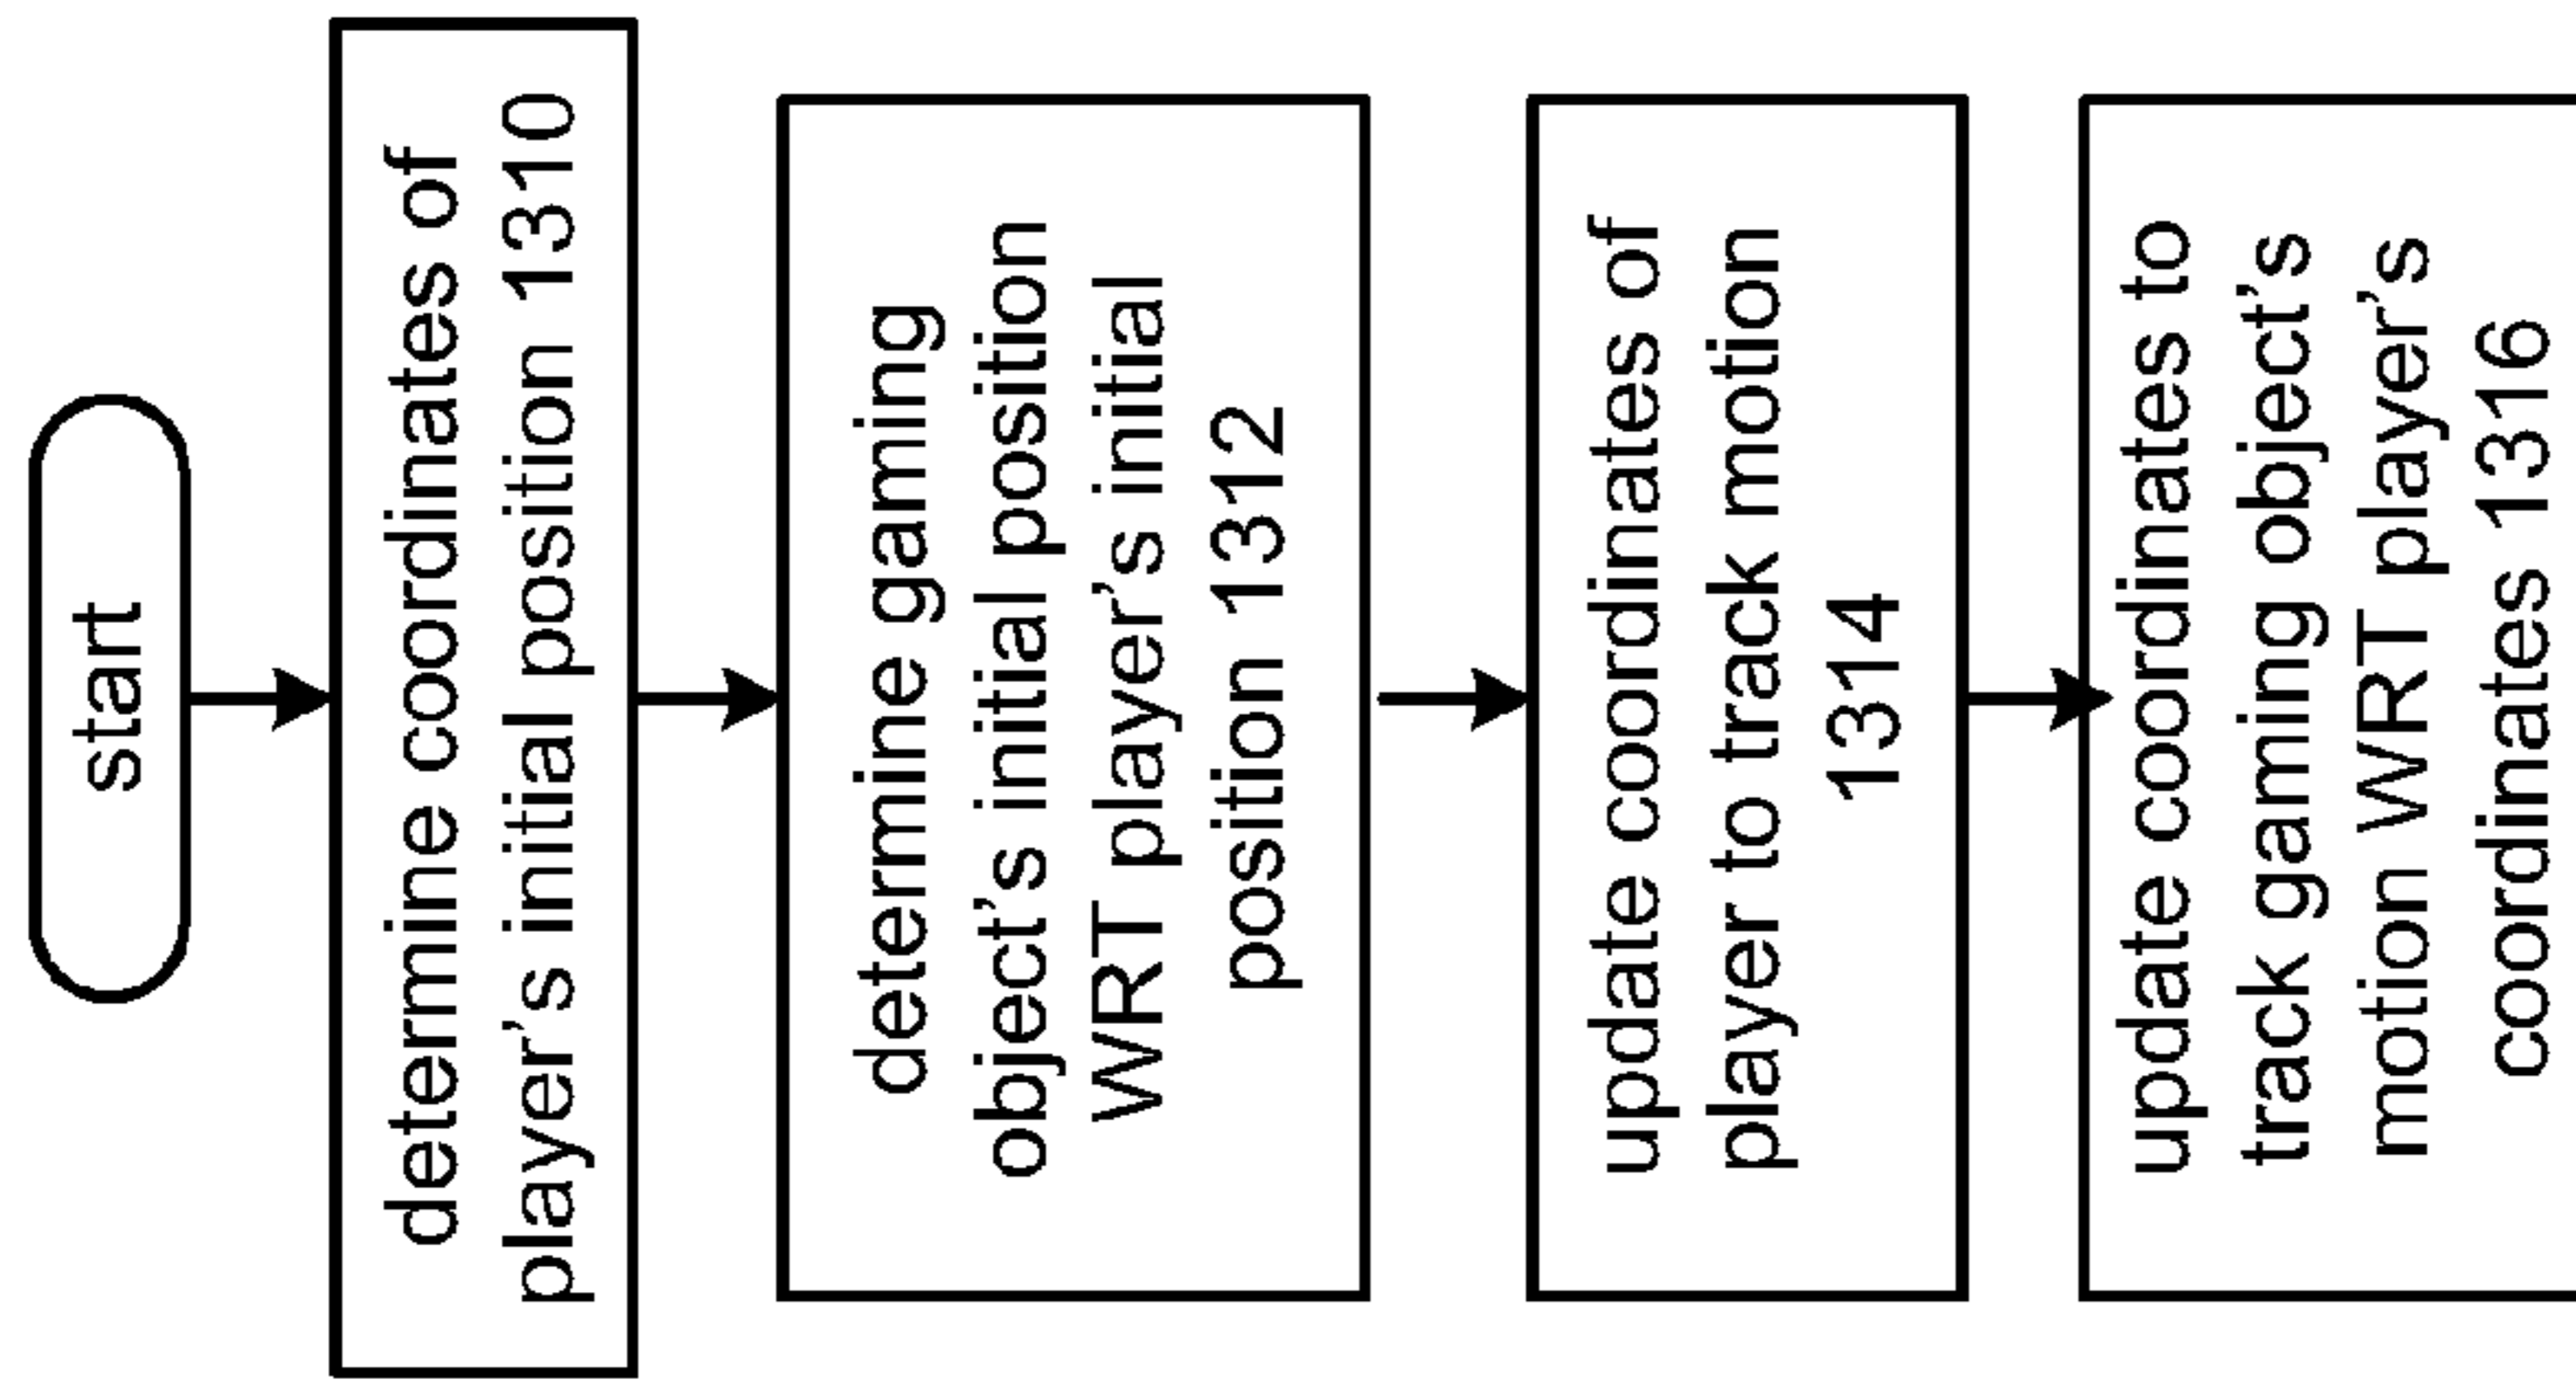 start
determine coordinates of
player's initial position 1310
determine gaming
object's initial position
WRT player's initial
position 1312
update coordinates of
player to track motion
1314
update coordinates to
track gaming object's
motion WRT player's
coordinates 1316